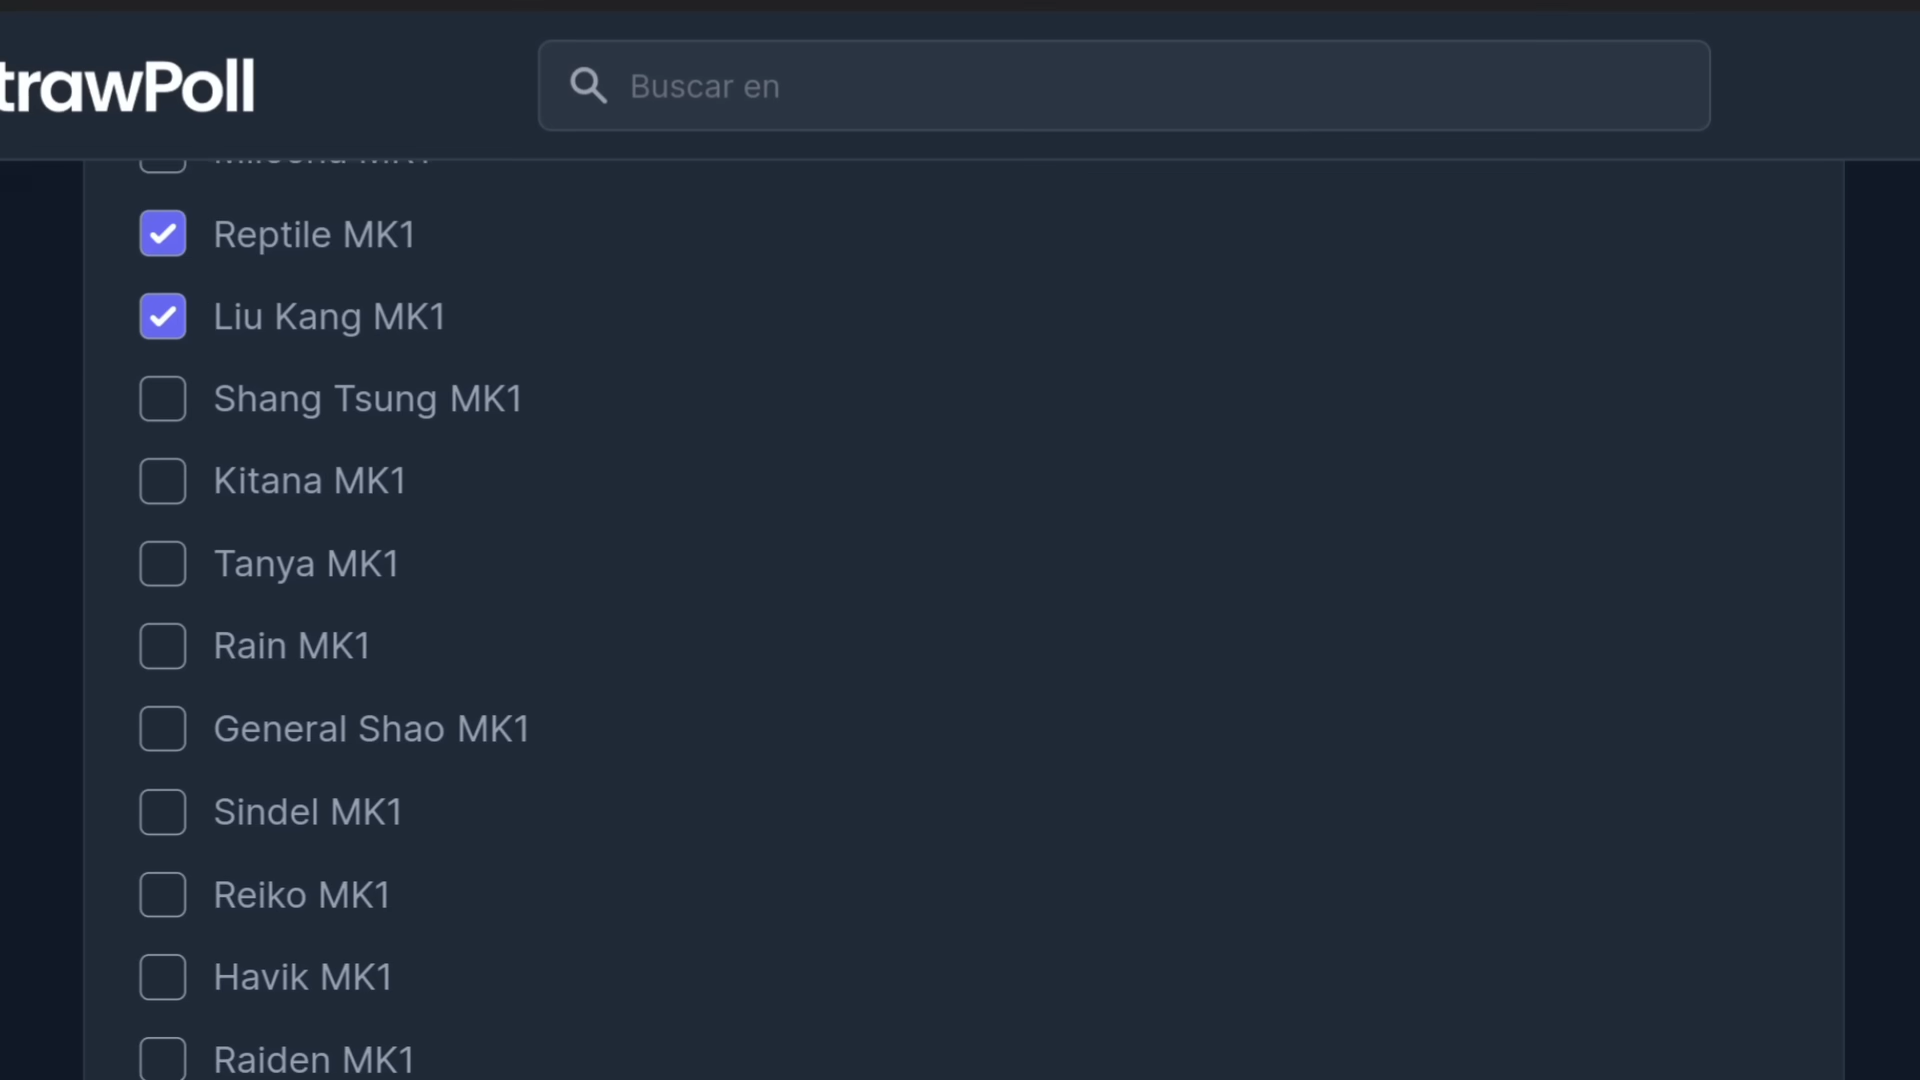 trawPoll
Buscar en
Reptile MK1
Liu Kang MK1
Shang Tsung MK1
Kitana MK1
Tanya MK1
Rain MK1
General Shao MK1
Sindel MK1
Reiko MK1
Havik MK1
Raiden MK1